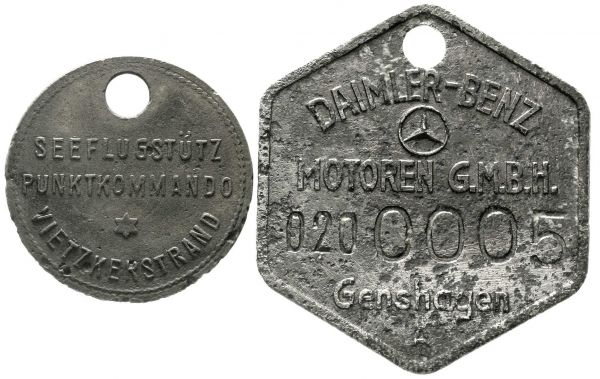 SEEFLUGSTÜTZ
PUNKTKOMMANDO
VIETZKERSTRAND
DAIMLER-BENZ
MOTOREN G.M.B.H.
020 0005
Genshagen